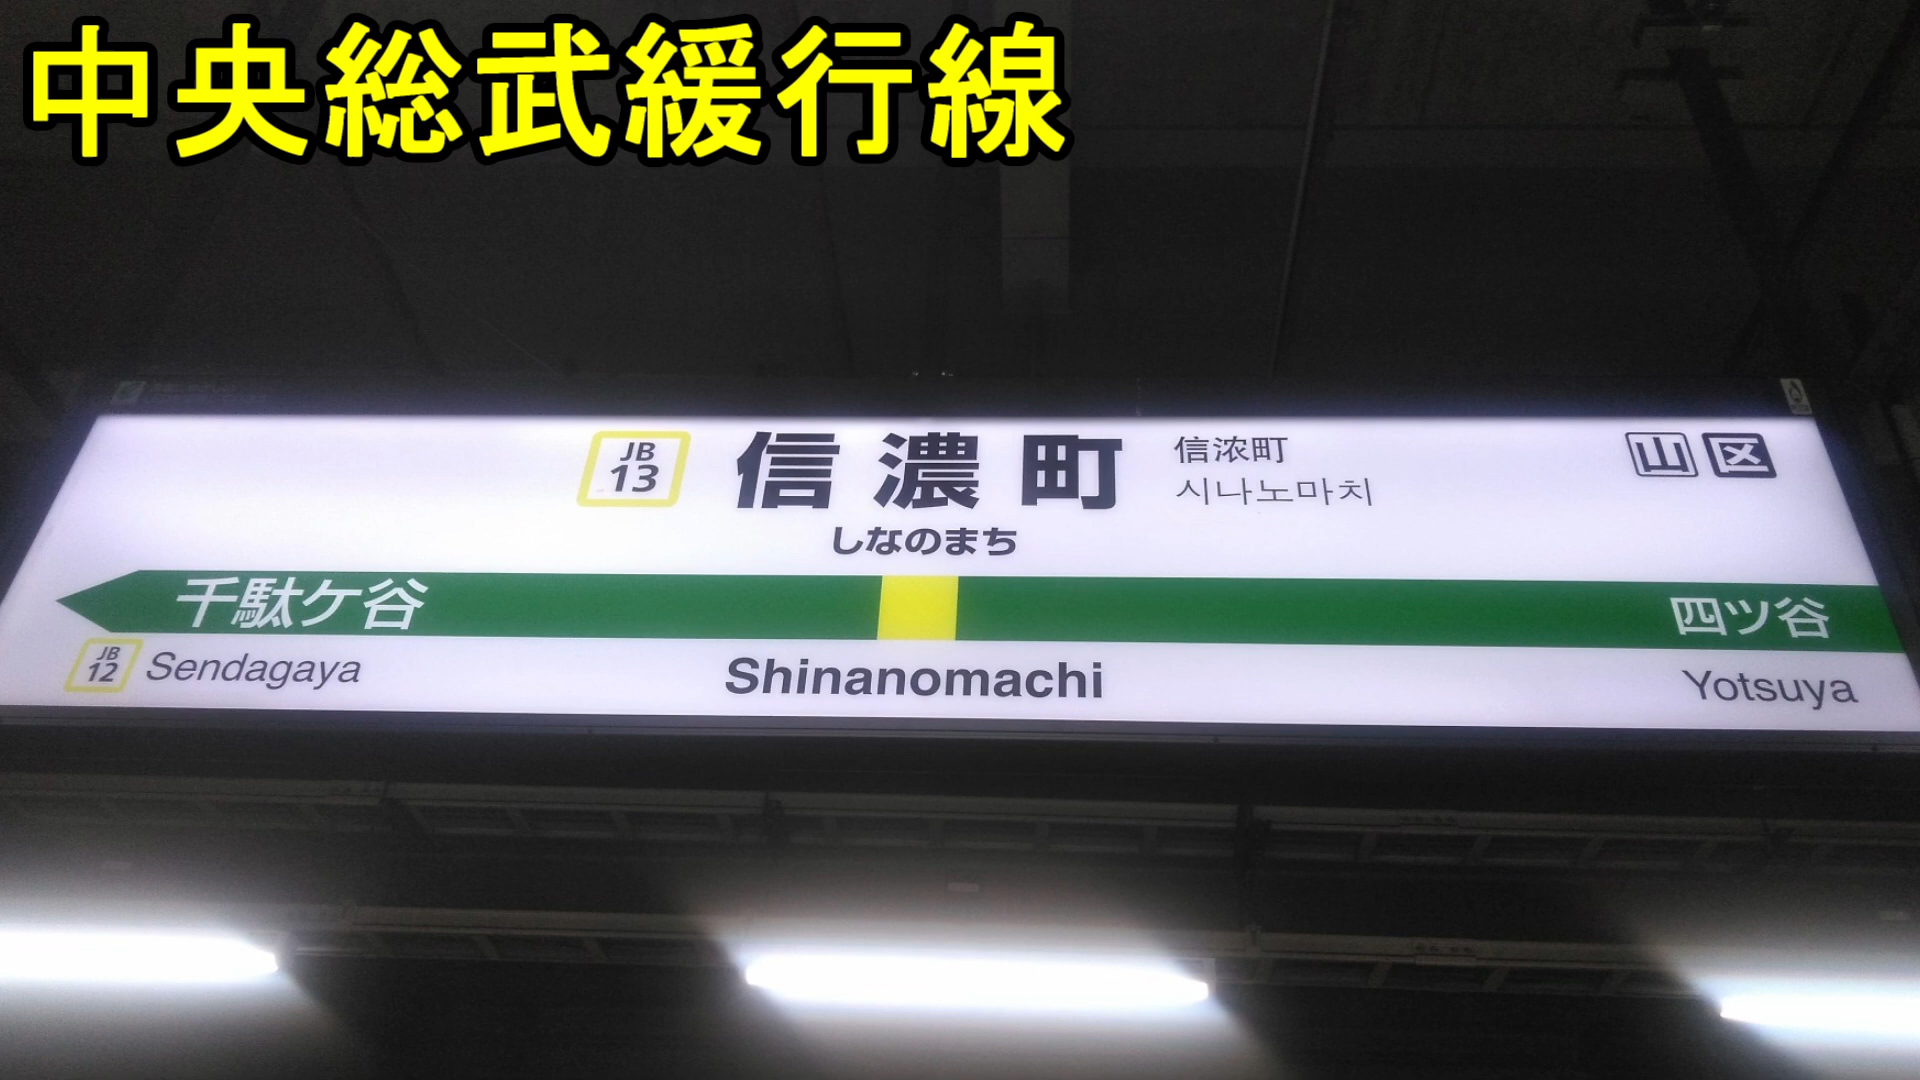 中央総武緩行線
JB
13
信濃町
信浓町
시나노마치
山 区
しなのまち
千駄ケ谷
四ツ谷
JB
12
Sendagaya
Shinanomachi
Yotsuya